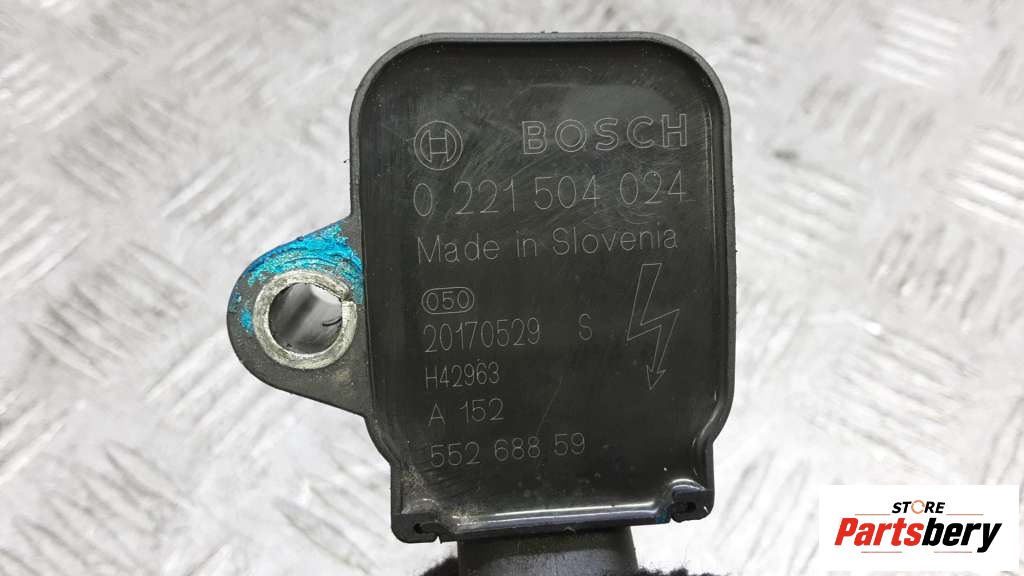 BOSCH
0 221 504 024
Made in Slovenia
050
20170529 S
H42963
A 152
552 688 59
STORE
Partsbery